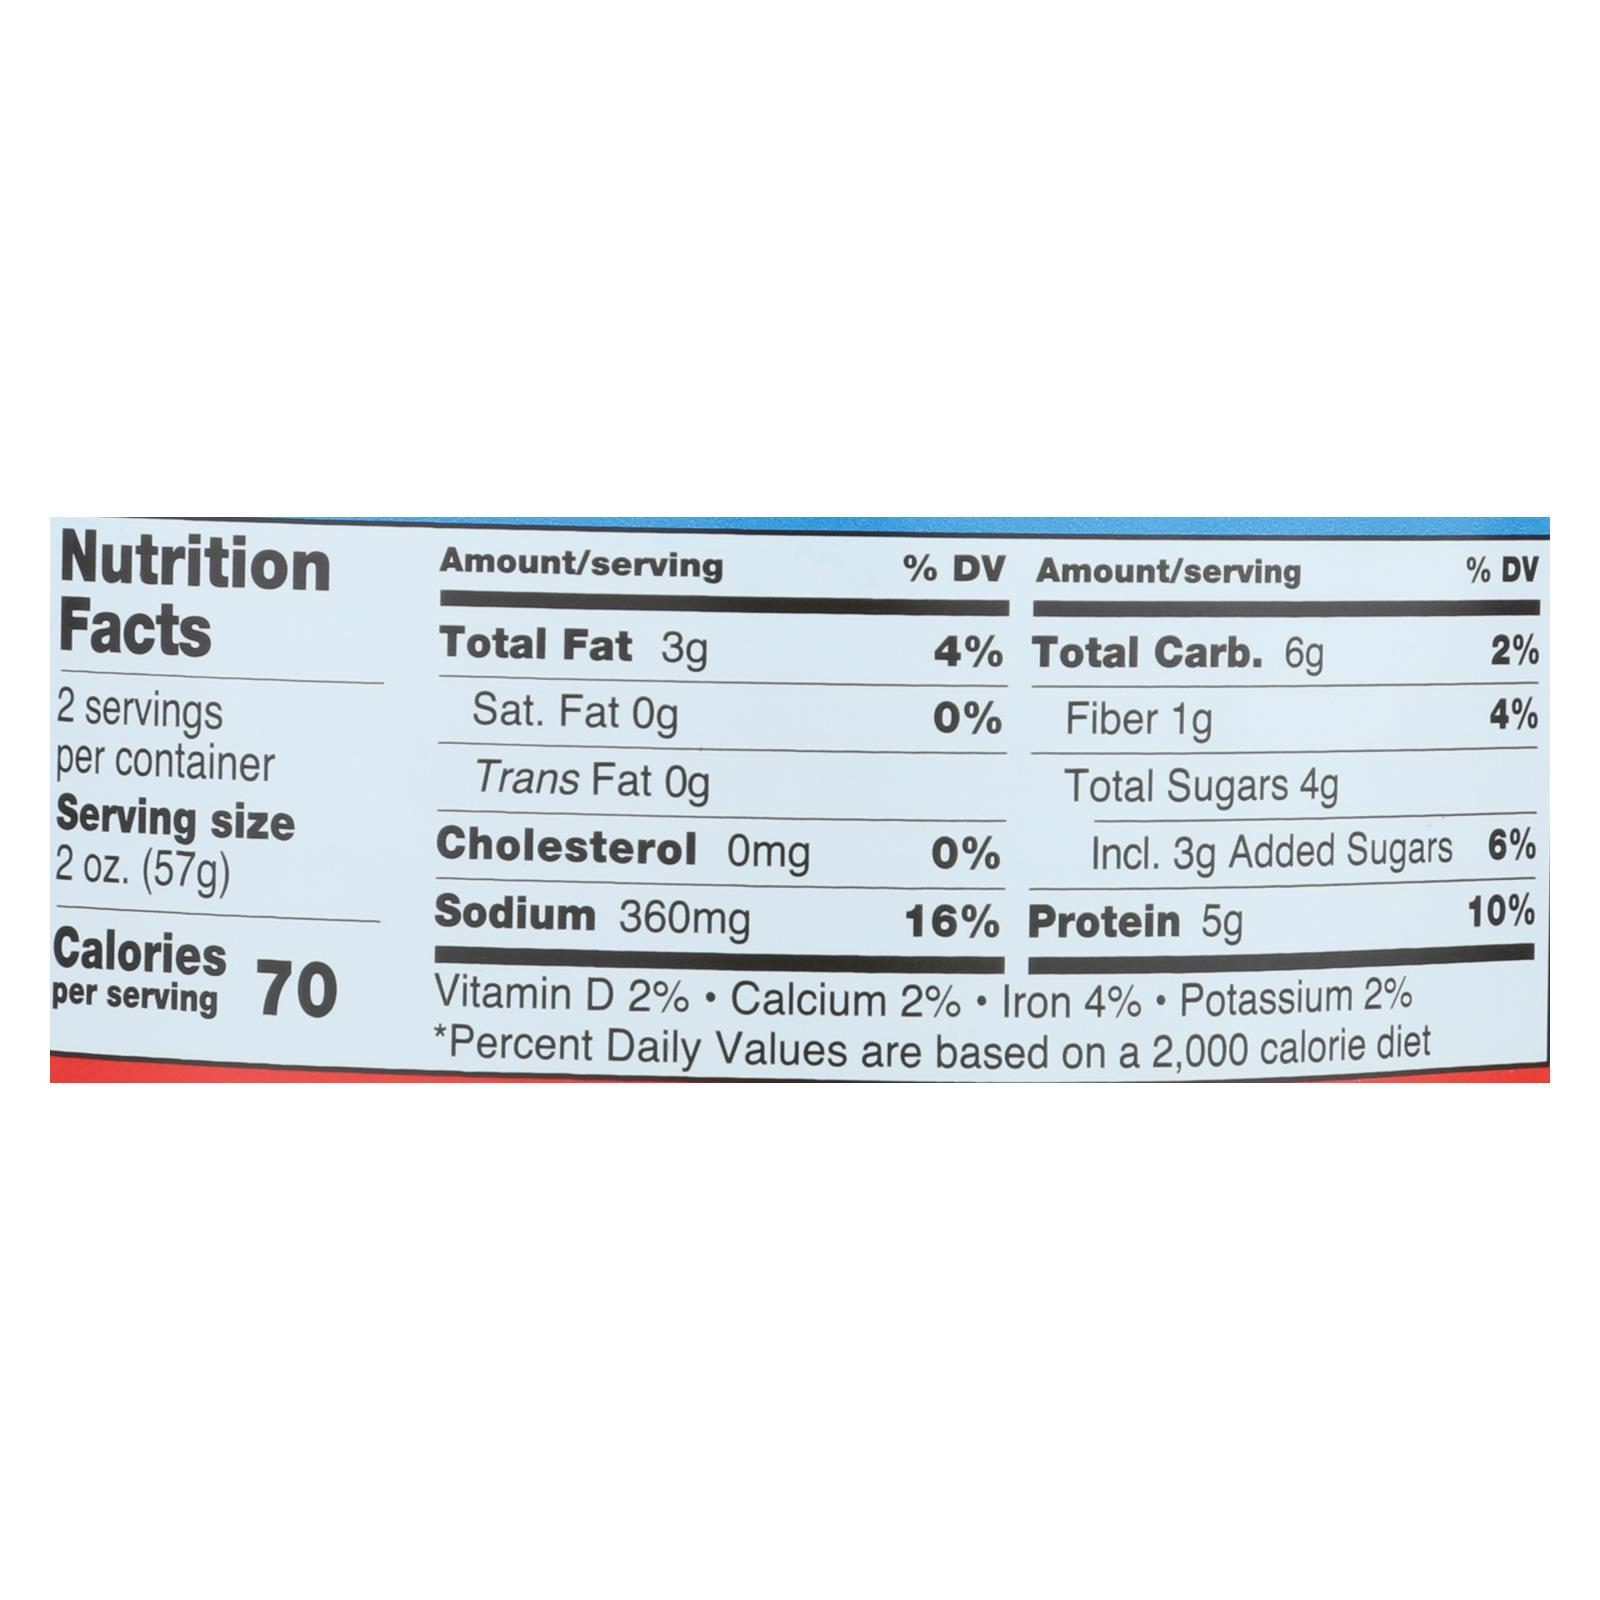 Nutrition
Facts
2 servings
per container
Serving size
2 oz. (57g)
Calories
per serving 70
Amount/serving % DV
Total Fat 3g 4%
Sat. Fat 0g 0%
Trans Fat 0g
Cholesterol 0mg 0%
Sodium 360mg 16%
Amount/serving % DV
Total Carb. 6g 2%
Fiber 1g 4%
Total Sugars 4g
Incl. 3g Added Sugars 6%
Protein 5g 10%
Vitamin D 2% • Calcium 2% • Iron 4% • Potassium 2%
*Percent Daily Values are based on a 2,000 calorie diet